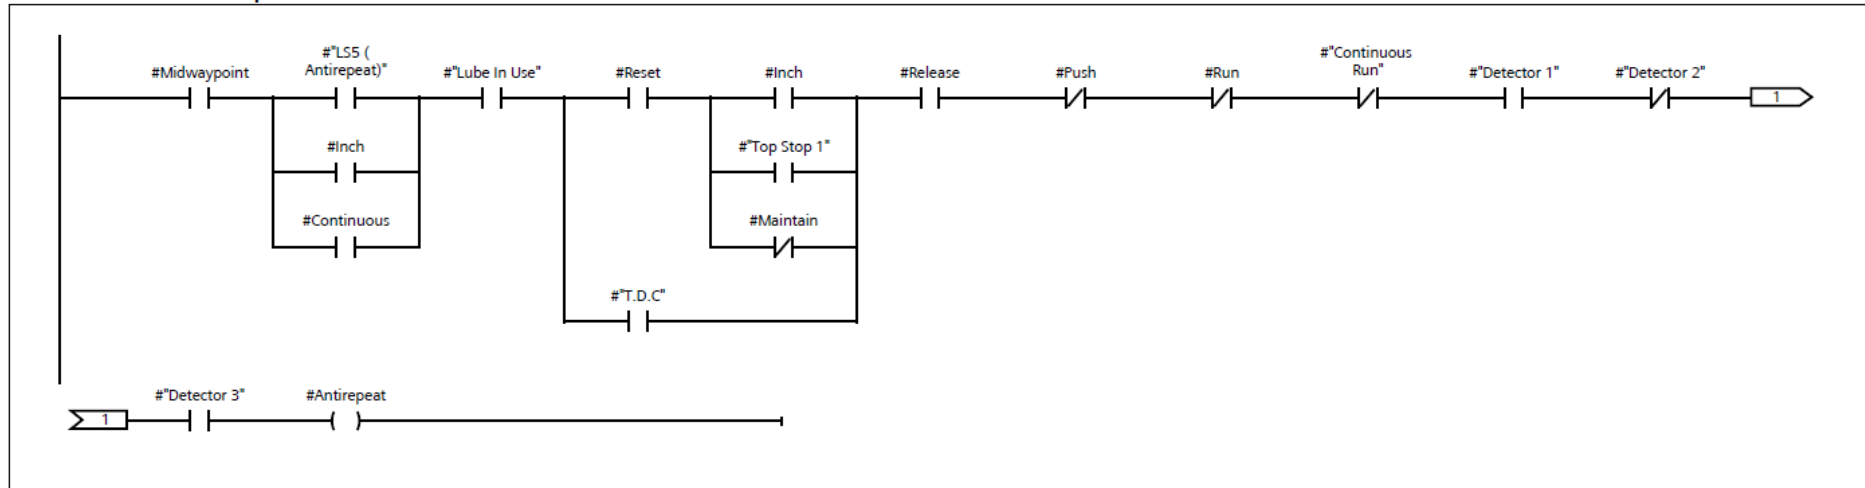 #"LS5 (
Antirepeat)"
#"Continuous
Run"
#Midwaypoint
#"Lube In Use"
#Reset
#Inch
#Release
#Push
#Run
#"Detector 1"
#"Detector 2"
1
#Inch
#"Top Stop 1"
#Continuous
#Maintain
#"T.D.C"
#"Detector 3"
#Antirepeat
1